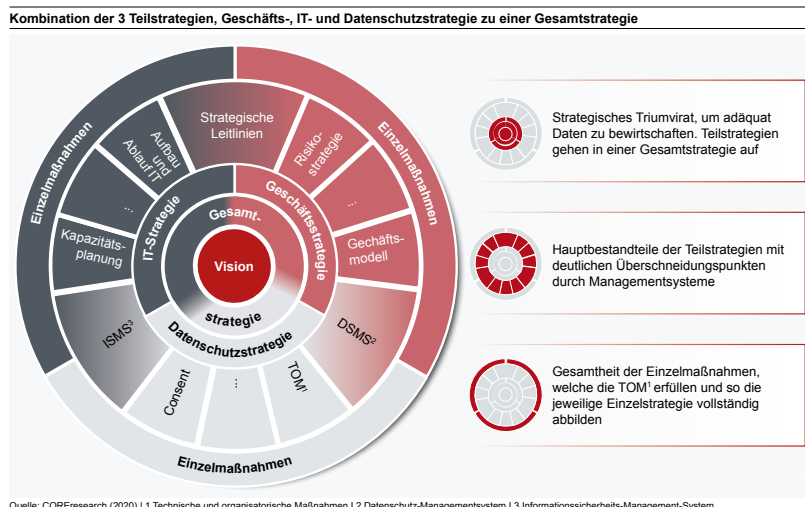 Kombination der 3 Teilstrategien, Geschäfts-, IT- und Datenschutzstrategie zu einer Gesamtstrategie
Einzelmaßnahmen
Einzelmaßnahmen
Einzelmaßnahmen
Strategische
Leitlinien
Risiko-
strategie
...
Gechäfts-
modell
DSMS²
TOM¹
...
Consent
ISMS³
Kapazitäts-
planung
...
Aufbau
und
Ablauf IT
IT-Strategie
Geschäftsstrategie
Datenschutzstrategie
Gesamt-
strategie
Vision
Strategisches Triumvirat, um adäquat
Daten zu bewirtschaften. Teilstrategien
gehen in einer Gesamtstrategie auf
Hauptbestandteile der Teilstrategien mit
deutlichen Überschneidungspunkten
durch Managementsysteme
Gesamtheit der Einzelmaßnahmen,
welche die TOM¹ erfüllen und so die
jeweilige Einzelstrategie vollständig
abbilden
Quelle: COREresearch (2020) | 1 Technische und organisatorische Maßnahmen | 2 Datenschutz-Managementsystem | 3 Informationssicherheits-Management-System